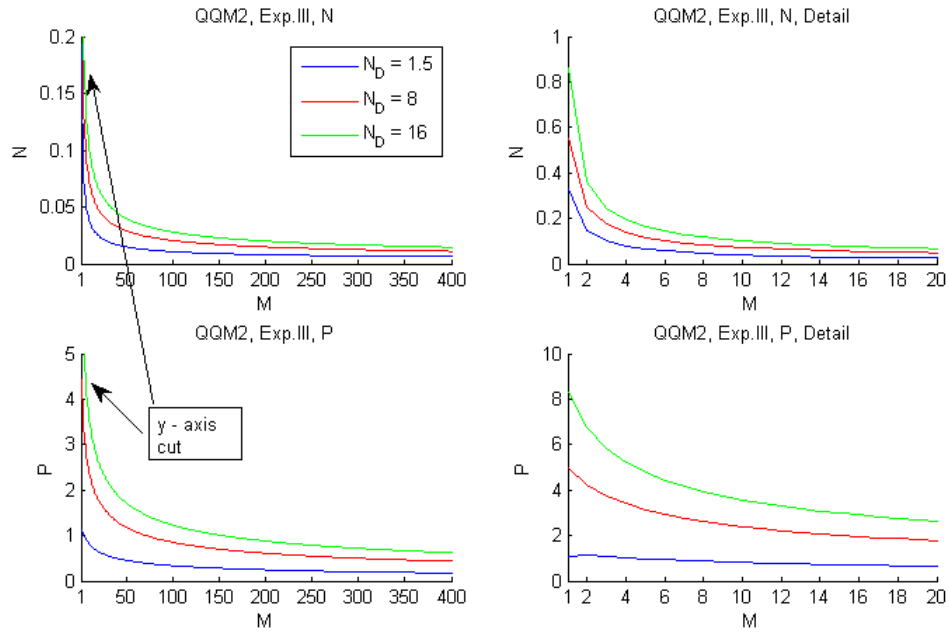 QQM2, Exp.III, N
0.2
0.15
0.1
0.05
0
N
1 50 100 150 200 250 300 350 400
M
N_D = 1.5
N_D = 8
N_D = 16
QQM2, Exp.III, N, Detail
1
0.8
0.6
0.4
0.2
0
N
1 2 4 6 8 10 12 14 16 18 20
M
QQM2, Exp.III, P
5
4
3
2
1
0
P
1 50 100 150 200 250 300 350 400
M
y - axis
cut
QQM2, Exp.III, P, Detail
10
8
6
4
2
0
P
1 2 4 6 8 10 12 14 16 18 20
M